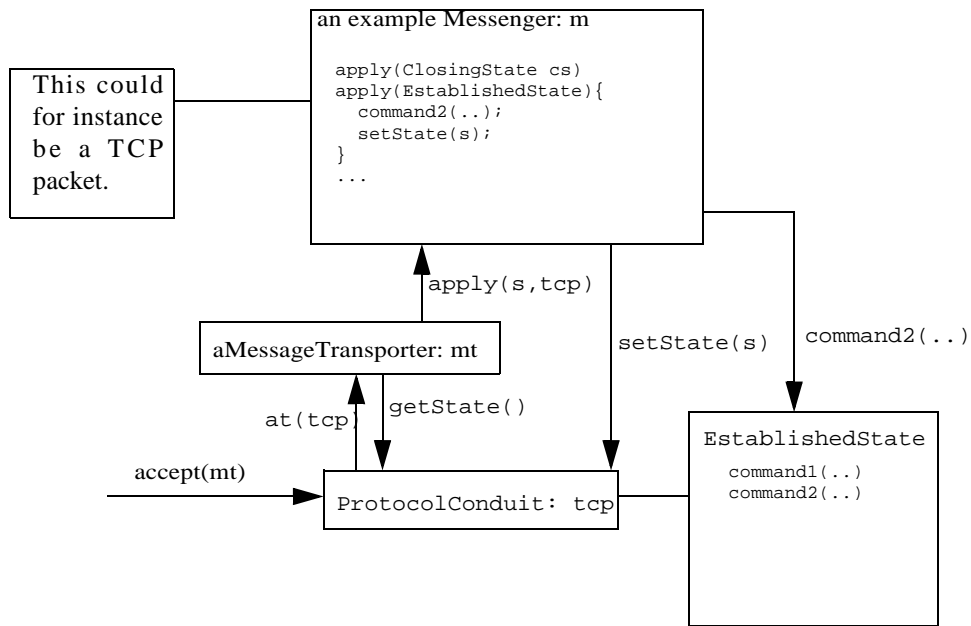 an example Messenger: m
apply(ClosingState cs)
apply(EstablishedState){
command2(..);
setState(s);
}
...
This could
for instance
be a TCP
packet.
apply(s,tcp)
aMessageTransporter: mt
setState(s)
command2(..)
at(tcp)
getState()
accept(mt)
ProtocolConduit: tcp
EstablishedState
command1(..)
command2(..)